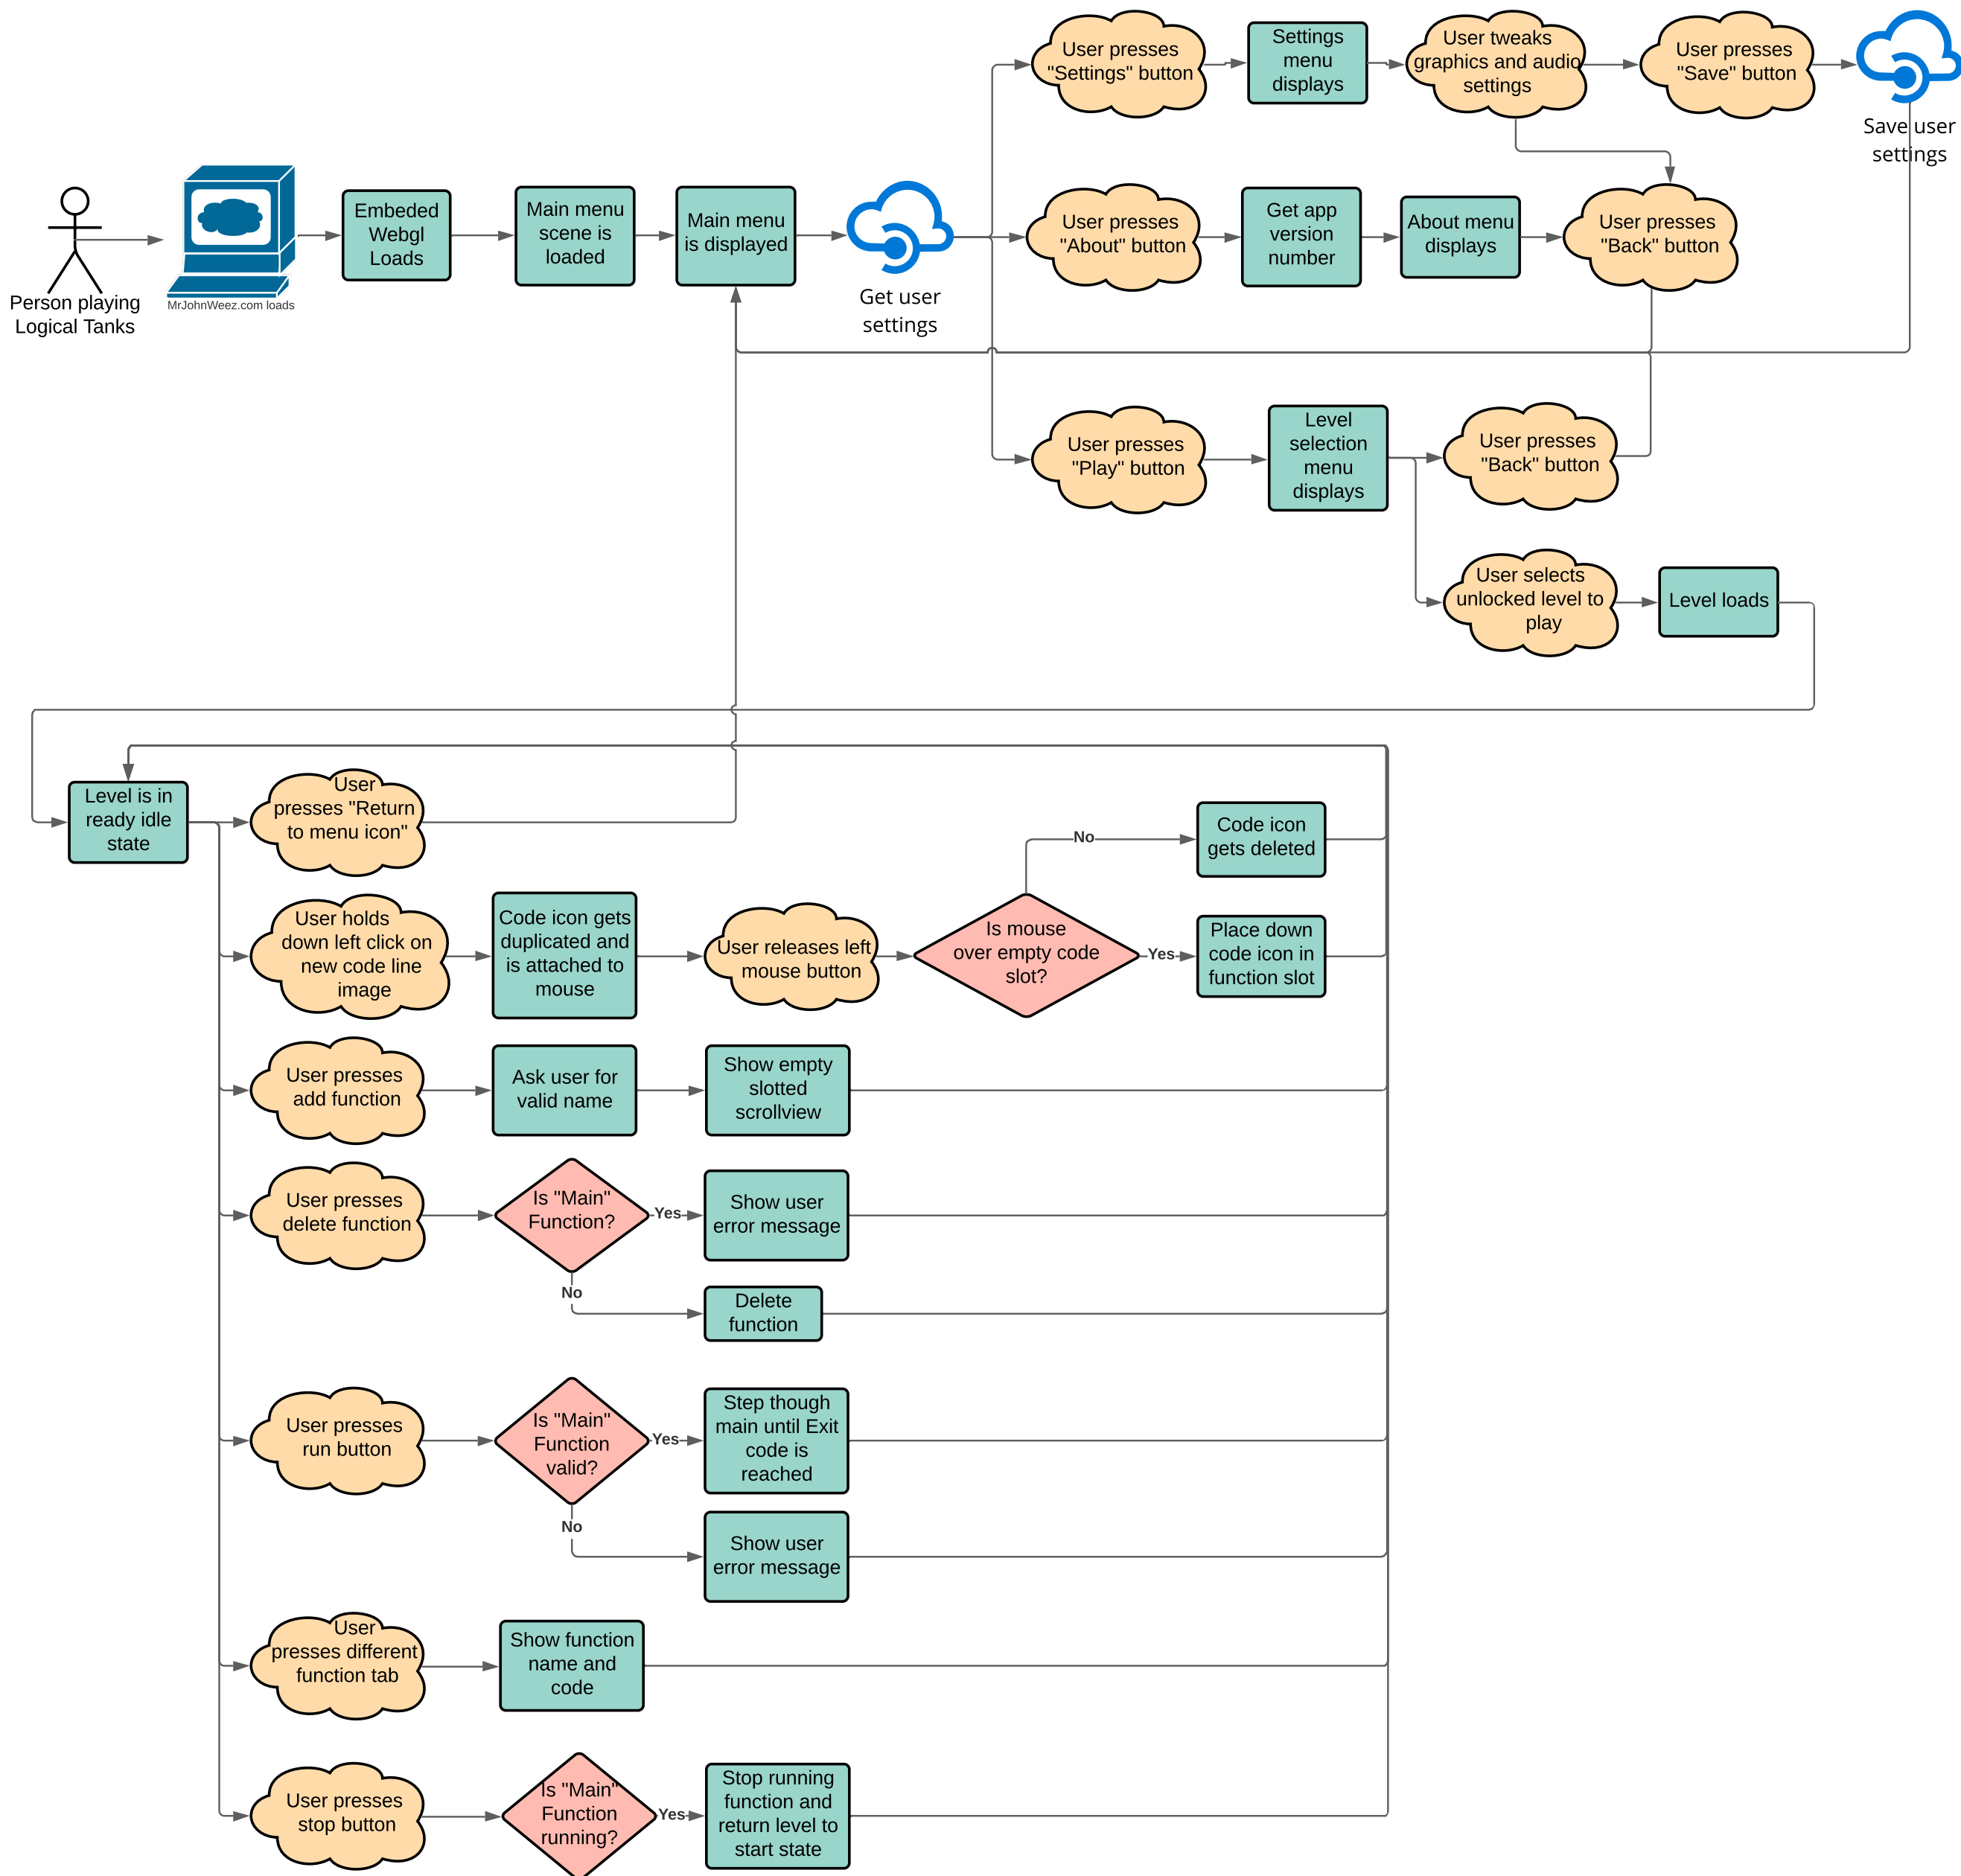 User presses
"Settings" button
Settings
menu
displays
User tweaks
graphics and audio
settings
User presses
"Save" button
Save user
settings
Person playing
Logical Tanks
MrJohnWeez.com loads
Embeded
Webgl
Loads
Main menu
scene is
loaded
Main menu
is displayed
Get user
settings
User presses
"About" button
Get app
version
number
About menu
displays
User presses
"Back" button
User presses
"Play" button
Level
selection
menu
displays
User presses
"Back" button
User selects
unlocked level to
play
Level loads
Level is in
ready idle
state
User
presses "Return
to menu icon"
User holds
down left click on
new code line
image
Code icon gets
duplicated and
is attached to
mouse
User releases left
mouse button
Is mouse
over empty code
slot?
No
Code icon
gets deleted
Yes
Place down
code icon in
function slot
User presses
add function
Ask user for
valid name
Show empty
slotted
scrollview
User presses
delete function
Is "Main"
Function?
Yes
Show user
error message
No
Delete
function
User presses
run button
Is "Main"
Function
valid?
Yes
Step though
main until Exit
code is
reached
No
Show user
error message
User
presses different
function tab
Show function
name and
code
User presses
stop button
Is "Main"
Function
running?
Yes
Stop running
function and
return level to
start state